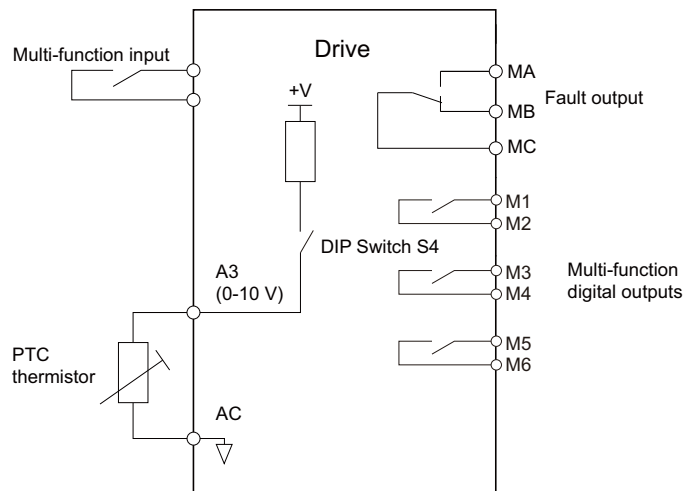 Drive
Multi-function input
+V
MA
MB
Fault output
MC
M1
M2
DIP Switch S4
A3
(0-10 V)
M3
M4
Multi-function
digital outputs
PTC
thermistor
M5
M6
AC